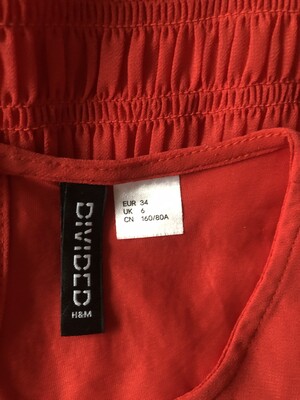 DIVIDED
H&M
EUR 34
UK 6
CN 160/80A